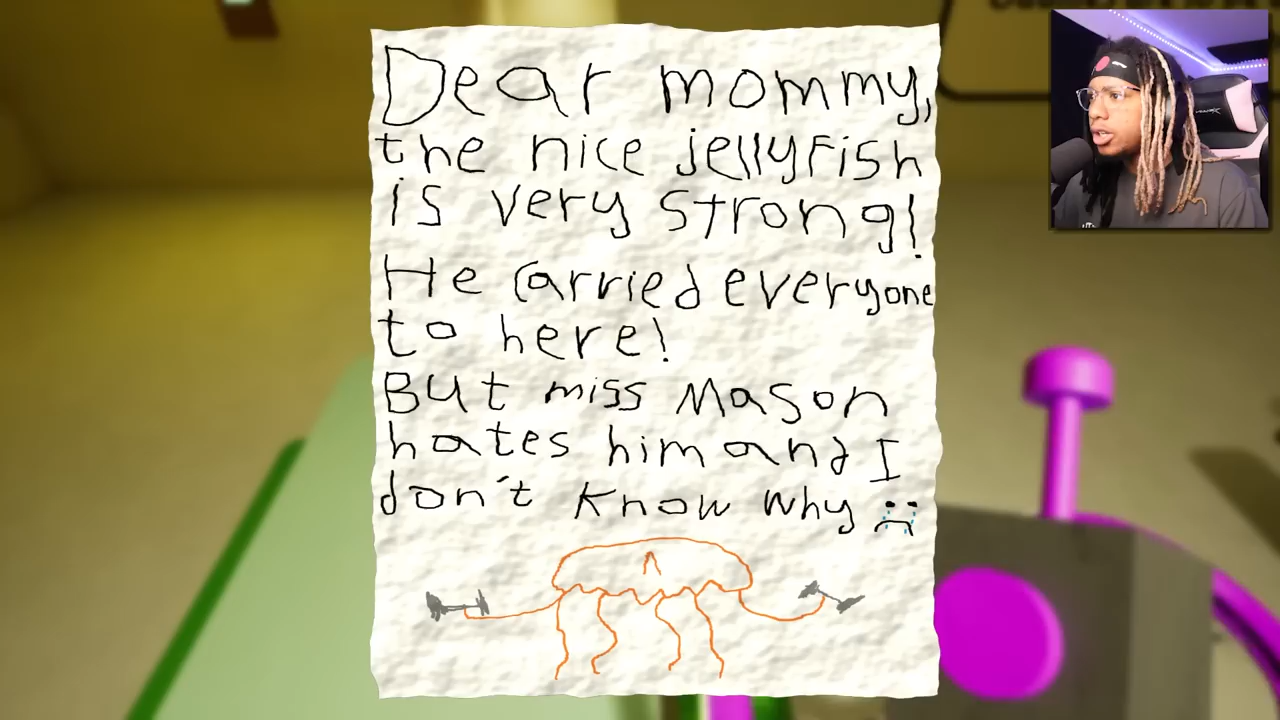 Dear mommy,
the nice jellyfish
is very strong!
He carried everyone
to here!
But miss Mason
hates him and I
don't know why